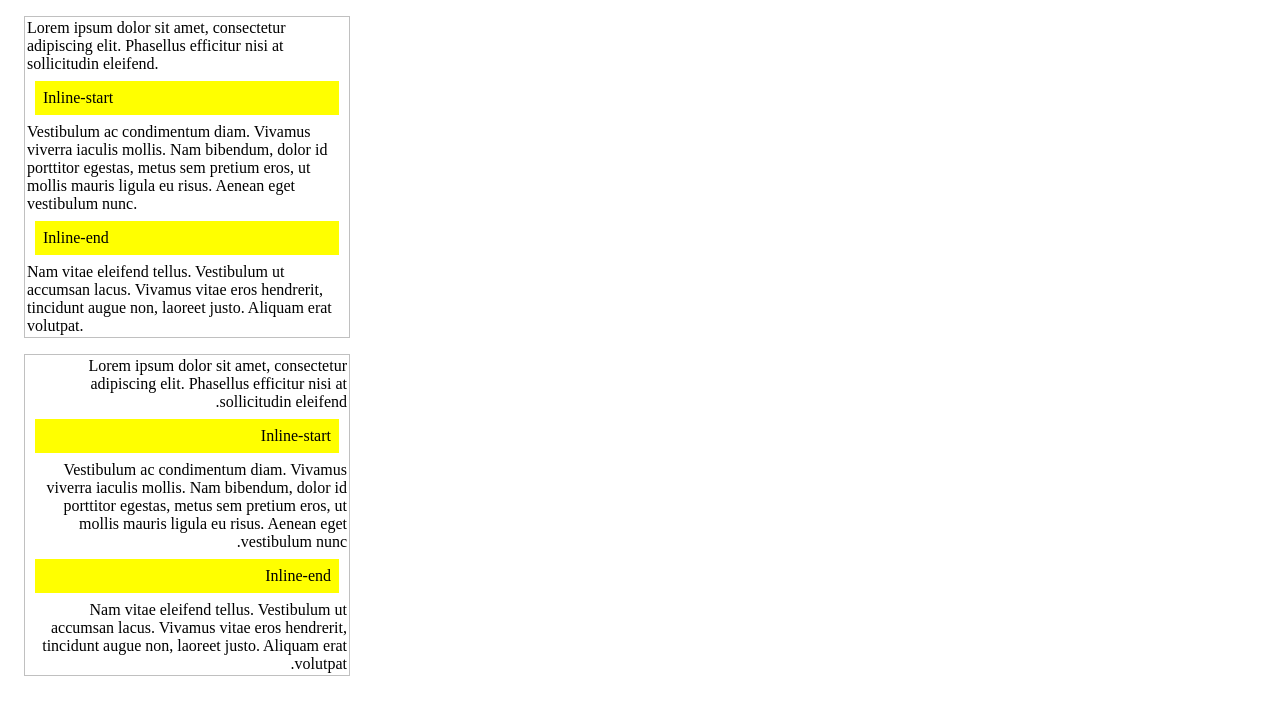 Lorem ipsum dolor sit amet, consectetur
adipiscing elit. Phasellus efficitur nisi at
sollicitudin eleifend.
Inline-start
Vestibulum ac condimentum diam. Vivamus
viverra iaculis mollis. Nam bibendum, dolor id
porttitor egestas, metus sem pretium eros, ut
mollis mauris ligula eu risus. Aenean eget
vestibulum nunc.
Inline-end
Nam vitae eleifend tellus. Vestibulum ut
accumsan lacus. Vivamus vitae eros hendrerit,
tincidunt augue non, laoreet justo. Aliquam erat
volutpat.
Lorem ipsum dolor sit amet, consectetur
adipiscing elit. Phasellus efficitur nisi at
.sollicitudin eleifend
Inline-start
Vestibulum ac condimentum diam. Vivamus
viverra iaculis mollis. Nam bibendum, dolor id
porttitor egestas, metus sem pretium eros, ut
mollis mauris ligula eu risus. Aenean eget
.vestibulum nunc
Inline-end
Nam vitae eleifend tellus. Vestibulum ut
accumsan lacus. Vivamus vitae eros hendrerit,
tincidunt augue non, laoreet justo. Aliquam erat
.volutpat